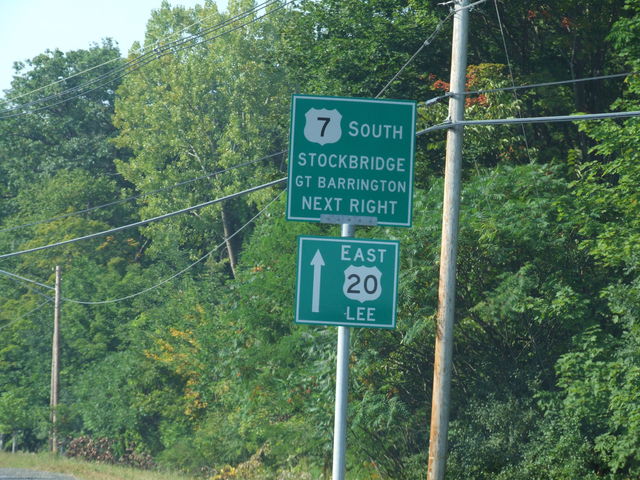 7 SOUTH
STOCKBRIDGE
GT BARRINGTON
NEXT RIGHT
EAST
20
LEE